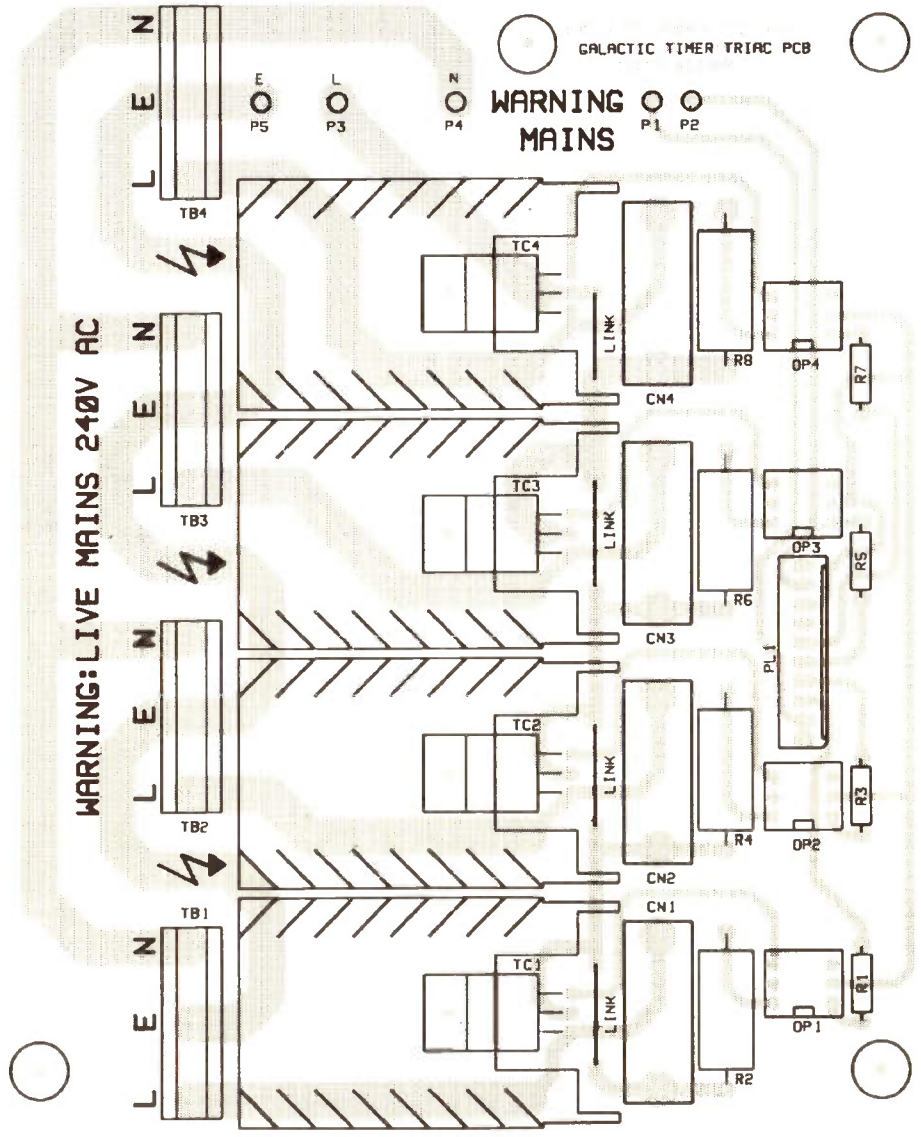 GALACTIC TIMER TRIAC PCB
E
L
N
WARNING
MAINS
P5
P3
P4
P1
P2
WARNING:LIVE MAINS 240V AC
L E N
TB4
TC4
LINK
CN4
R8
OP4
R7
L E N
TB3
TC3
LINK
CN3
R6
OP3
R5
PL1
L E N
TB2
TC2
LINK
CN2
R4
OP2
R3
TB1
L E N
TC1
LINK
CN1
R2
OP1
R1